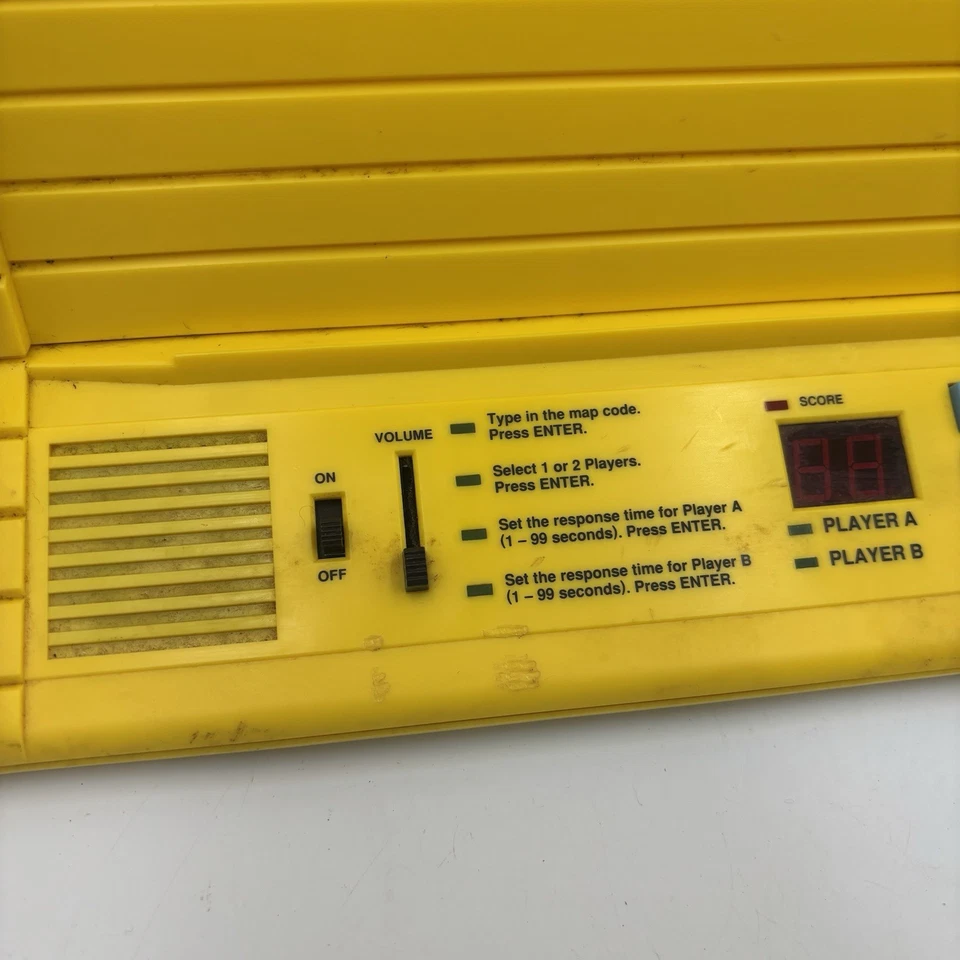 ON
OFF
VOLUME
Type in the map code.
Press ENTER.
Select 1 or 2 Players.
Press ENTER.
Set the response time for Player A
(1 – 99 seconds). Press ENTER.
Set the response time for Player B
(1 – 99 seconds). Press ENTER.
SCORE
PLAYER A
PLAYER B